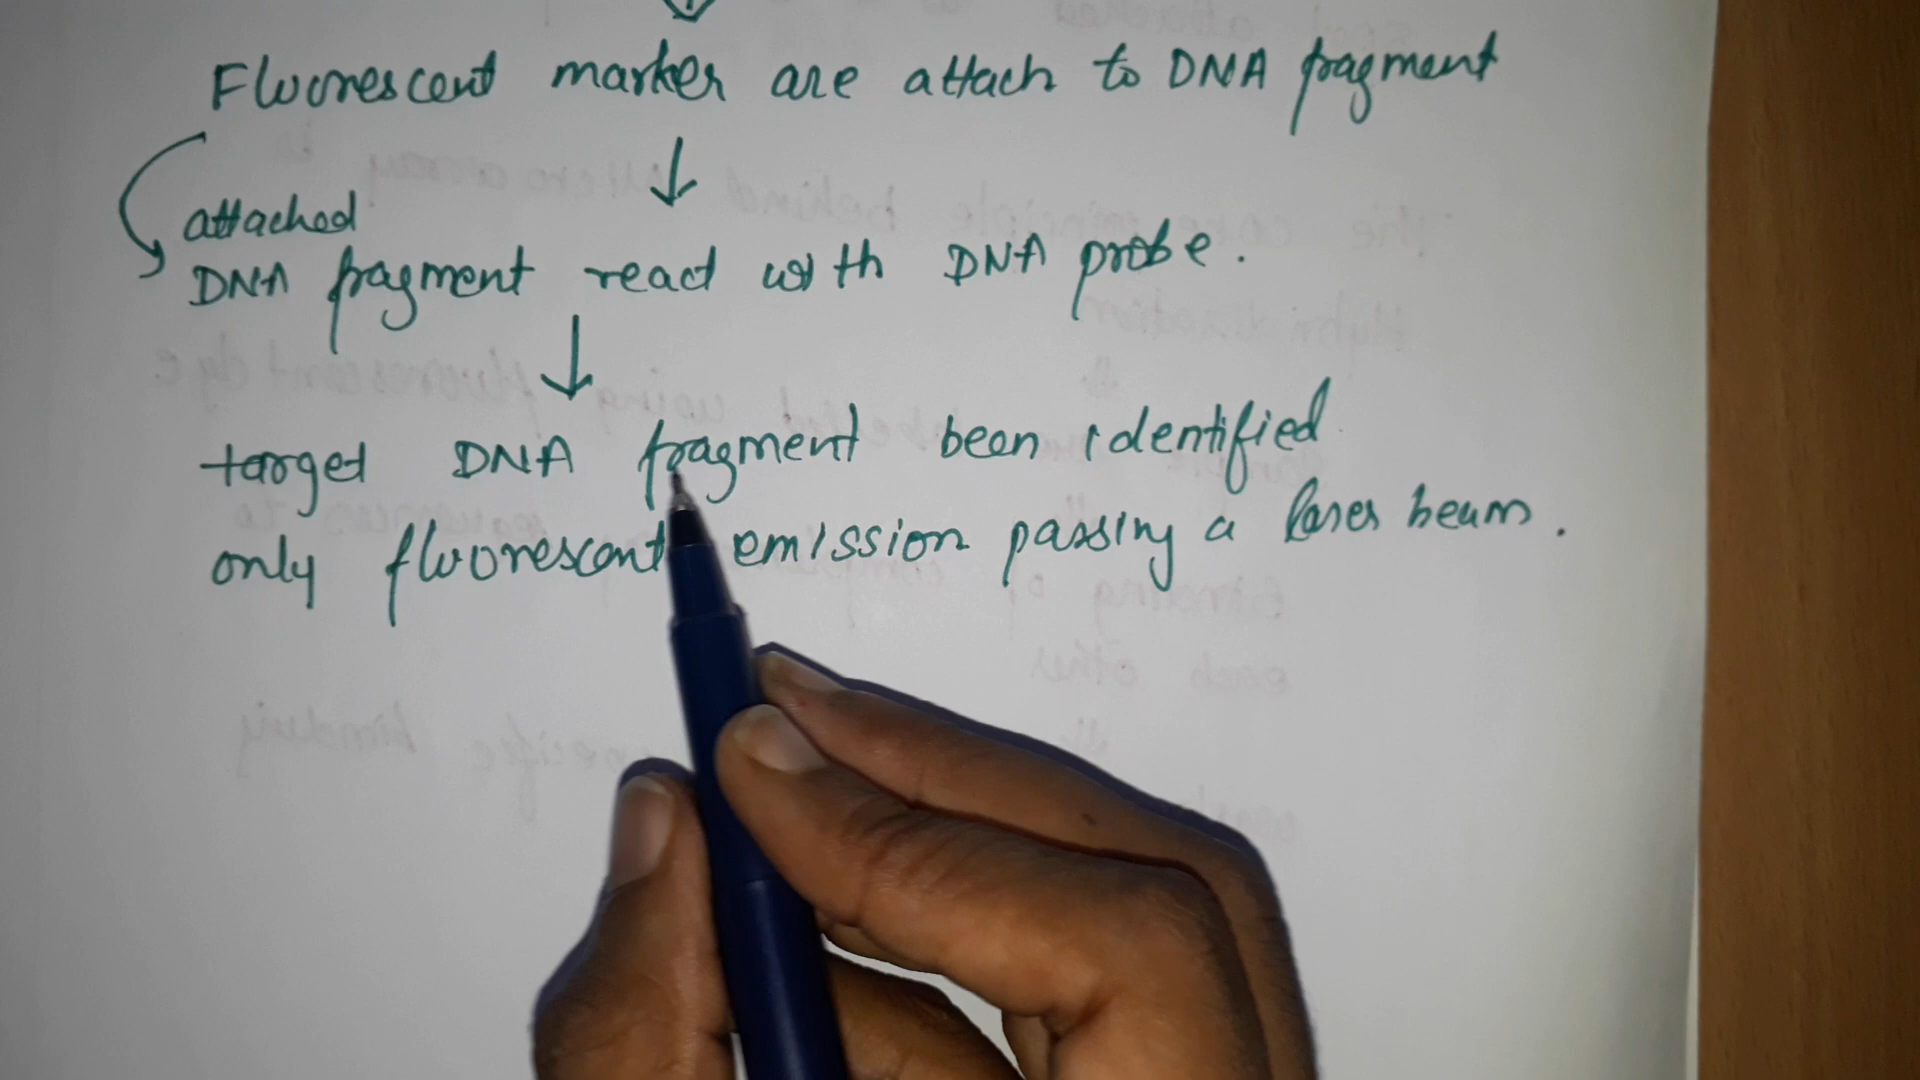 Fluorescent marker are attach to DNA fragment
attached
DNA fragment react with DNA probe.
target DNA fragment been identified
only fluorescent emission passing a laser beam.